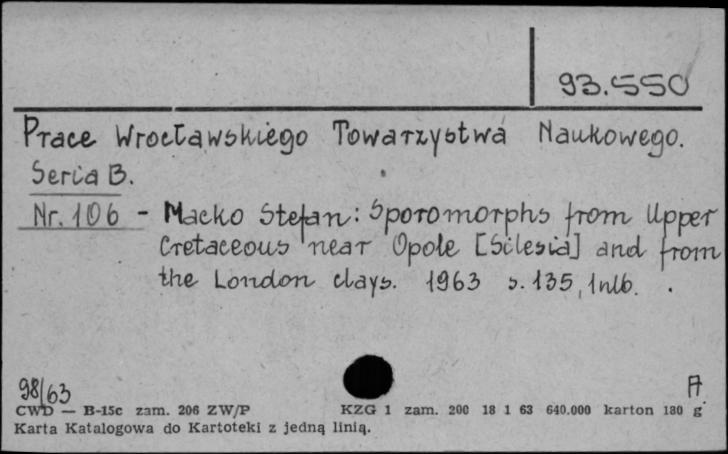 93.550
Prace Wrocławskiego Towarzystwa Naukowego.
Seria B.
Nr. 106 - Macko Stefan: Sporomorphs from Upper
Cretaceous near Opole [Silesia] and from
the London clays. 1963 s. 135, 1nlb.
98/63
A
CWD — B-15c zam. 206 ZW/P KZG 1 zam. 200 18 1 63 640.000 karton 180 g
Karta Katalogowa do Kartoteki z jedną linią.